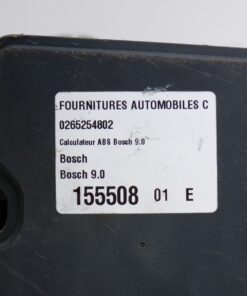 FOURNITURES AUTOMOBILES C
0265254802
Calculateur ABS Bosch 9.0
Bosch
Bosch 9.0
155508 01 E